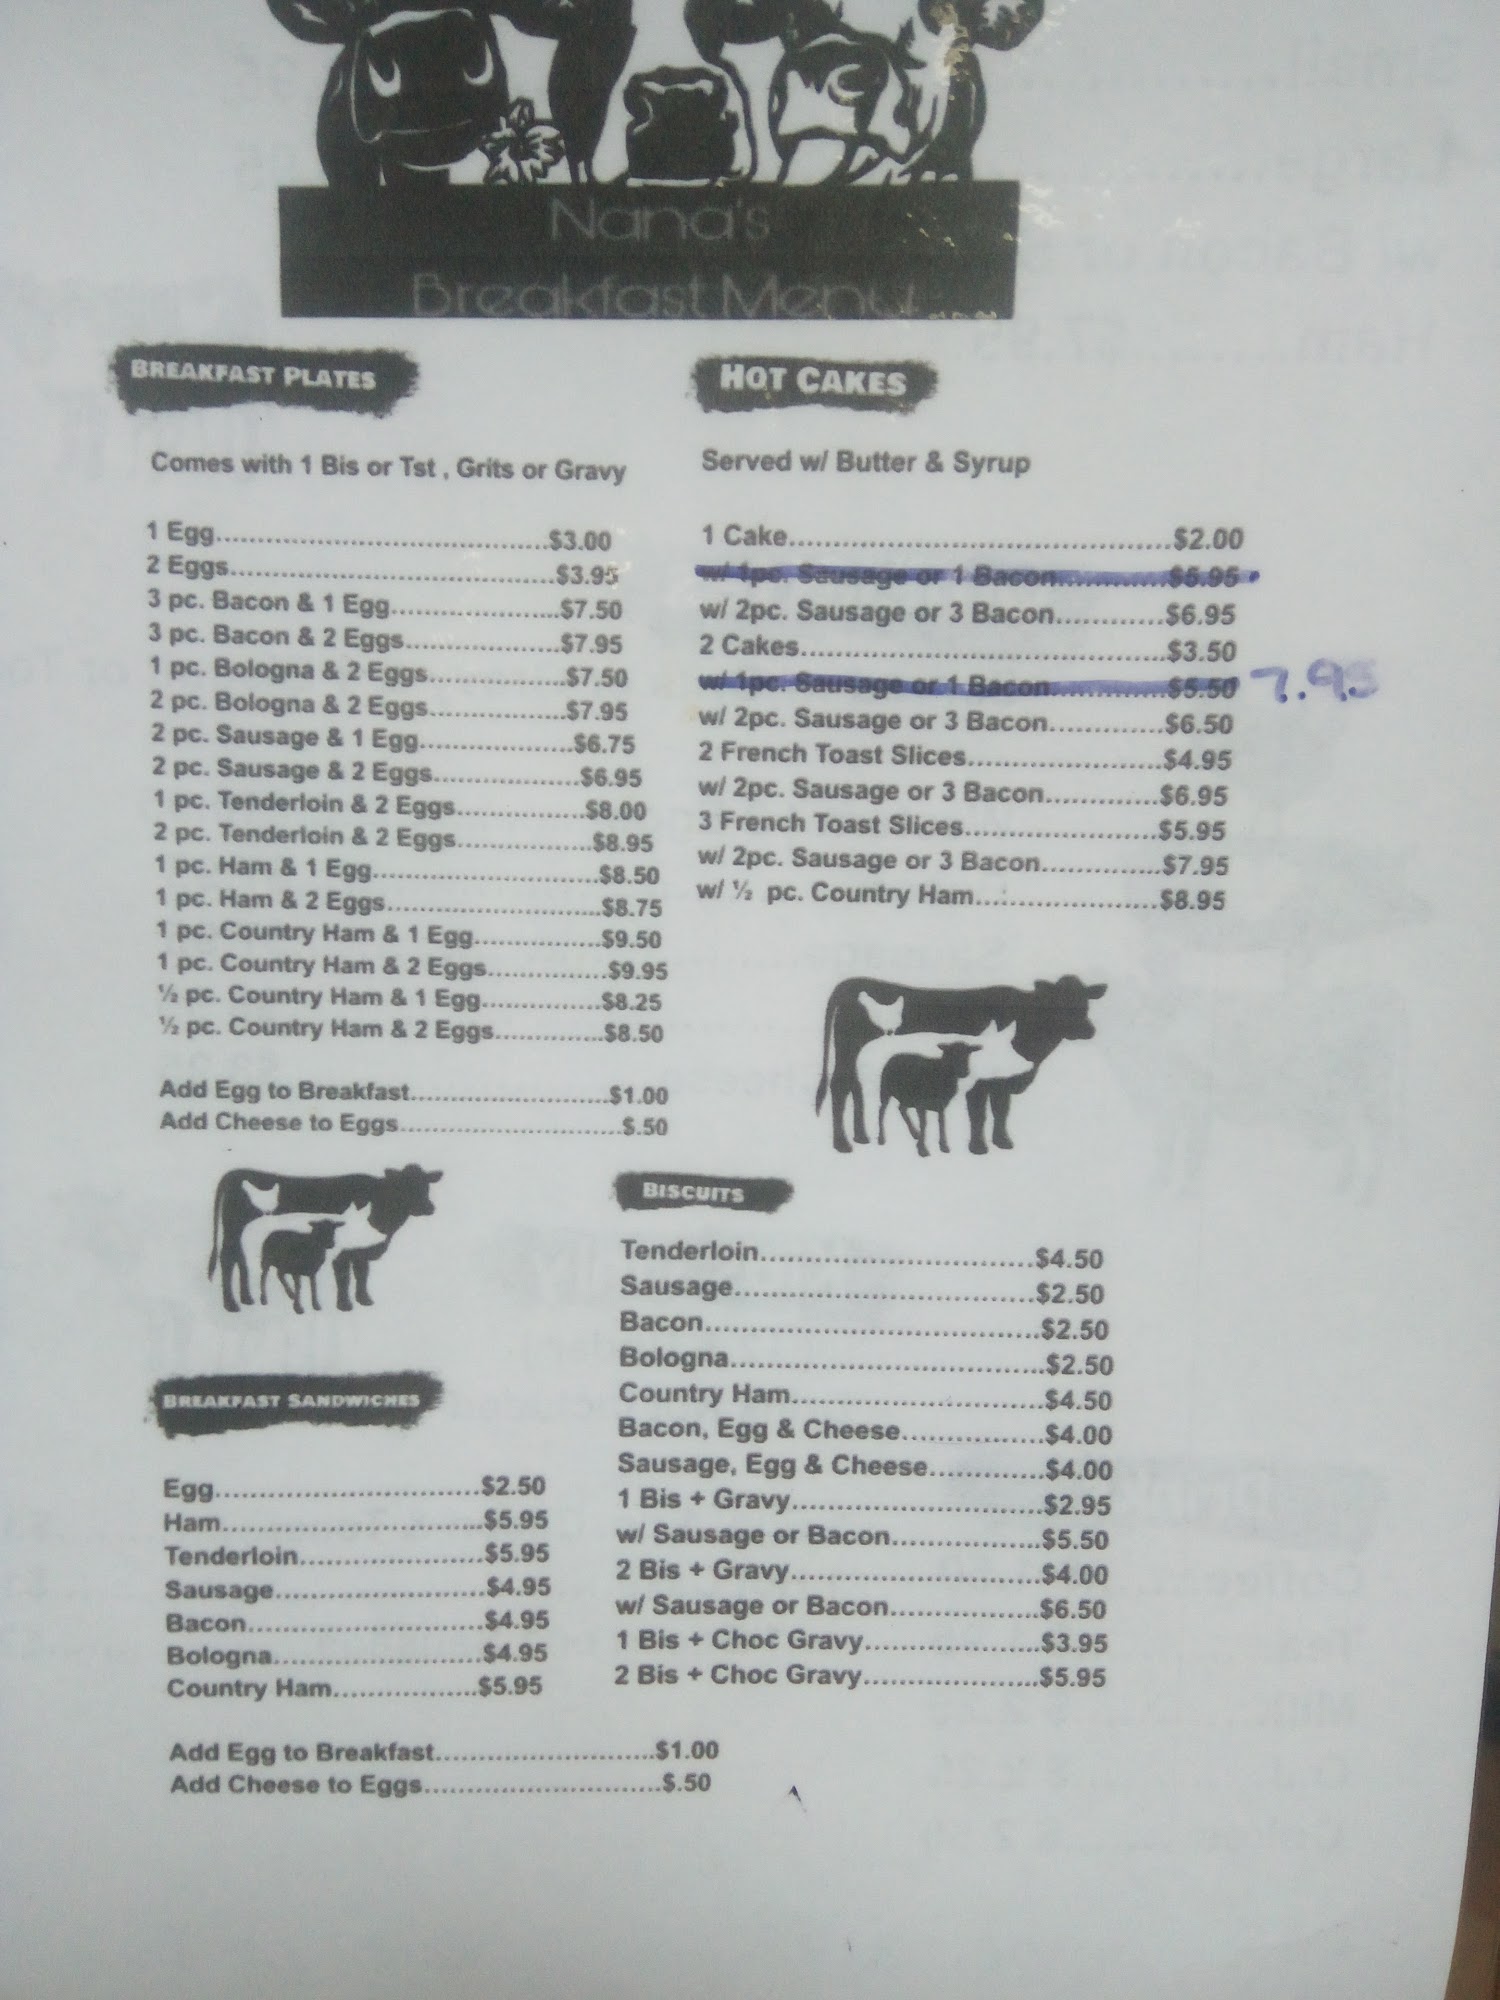 Nana's
Breakfast Menu
BREAKFAST PLATES
Comes with 1 Bis or Tst , Grits or Gravy
1 Egg......................................$3.00
2 Eggs.....................................$3.95
3 pc. Bacon & 1 Egg...................$7.50
3 pc. Bacon & 2 Eggs..................$7.95
1 pc. Bologna & 2 Eggs................$7.50
2 pc. Bologna & 2 Eggs................$7.95
2 pc. Sausage & 1 Egg.................$6.75
2 pc. Sausage & 2 Eggs................$6.95
1 pc. Tenderloin & 2 Eggs..............$8.00
2 pc. Tenderloin & 2 Eggs..............$8.95
1 pc. Ham & 1 Egg..........................$8.50
1 pc. Ham & 2 Eggs.........................$8.75
1 pc. Country Ham & 1 Egg..............$9.50
1 pc. Country Ham & 2 Eggs.............$9.95
½ pc. Country Ham & 1 Egg.............$8.25
½ pc. Country Ham & 2 Eggs............$8.50
Add Egg to Breakfast.......................$1.00
Add Cheese to Eggs.........................$.50
HOT CAKES
Served w/ Butter & Syrup
1 Cake...........................................$2.00
w/ 1pc. Sausage or 1 Bacon.............$5.95
w/ 2pc. Sausage or 3 Bacon............$6.95
2 Cakes.........................................$3.50
w/ 1pc. Sausage or 1 Bacon.............$5.50 7.95
w/ 2pc. Sausage or 3 Bacon.............$6.50
2 French Toast Slices......................$4.95
w/ 2pc. Sausage or 3 Bacon.............$6.95
3 French Toast Slices......................$5.95
w/ 2pc. Sausage or 3 Bacon..............$7.95
w/ ½ pc. Country Ham.....................$8.95
BISCUITS
Tenderloin...............................$4.50
Sausage..................................$2.50
Bacon......................................$2.50
Bologna...................................$2.50
Country Ham............................$4.50
Bacon, Egg & Cheese................$4.00
Sausage, Egg & Cheese.............$4.00
1 Bis + Gravy............................$2.95
w/ Sausage or Bacon.................$5.50
2 Bis + Gravy............................$4.00
w/ Sausage or Bacon.................$6.50
1 Bis + Choc Gravy....................$3.95
2 Bis + Choc Gravy....................$5.95
BREAKFAST SANDWICHES
Egg..............................$2.50
Ham..............................$5.95
Tenderloin.....................$5.95
Sausage........................$4.95
Bacon...........................$4.95
Bologna........................$4.95
Country Ham.................$5.95
Add Egg to Breakfast.........................$1.00
Add Cheese to Eggs...........................$.50